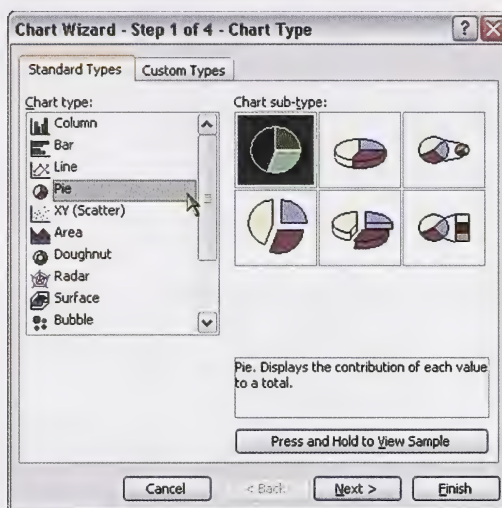 Chart Wizard - Step 1 of 4 - Chart Type
Standard Types
Custom Types
Chart type:
Column
Bar
Line
Pie
XY (Scatter)
Area
Doughnut
Radar
Surface
Bubble
Chart sub-type:
Pie. Displays the contribution of each value
to a total.
Press and Hold to View Sample
Cancel
< Back
Next >
Finish